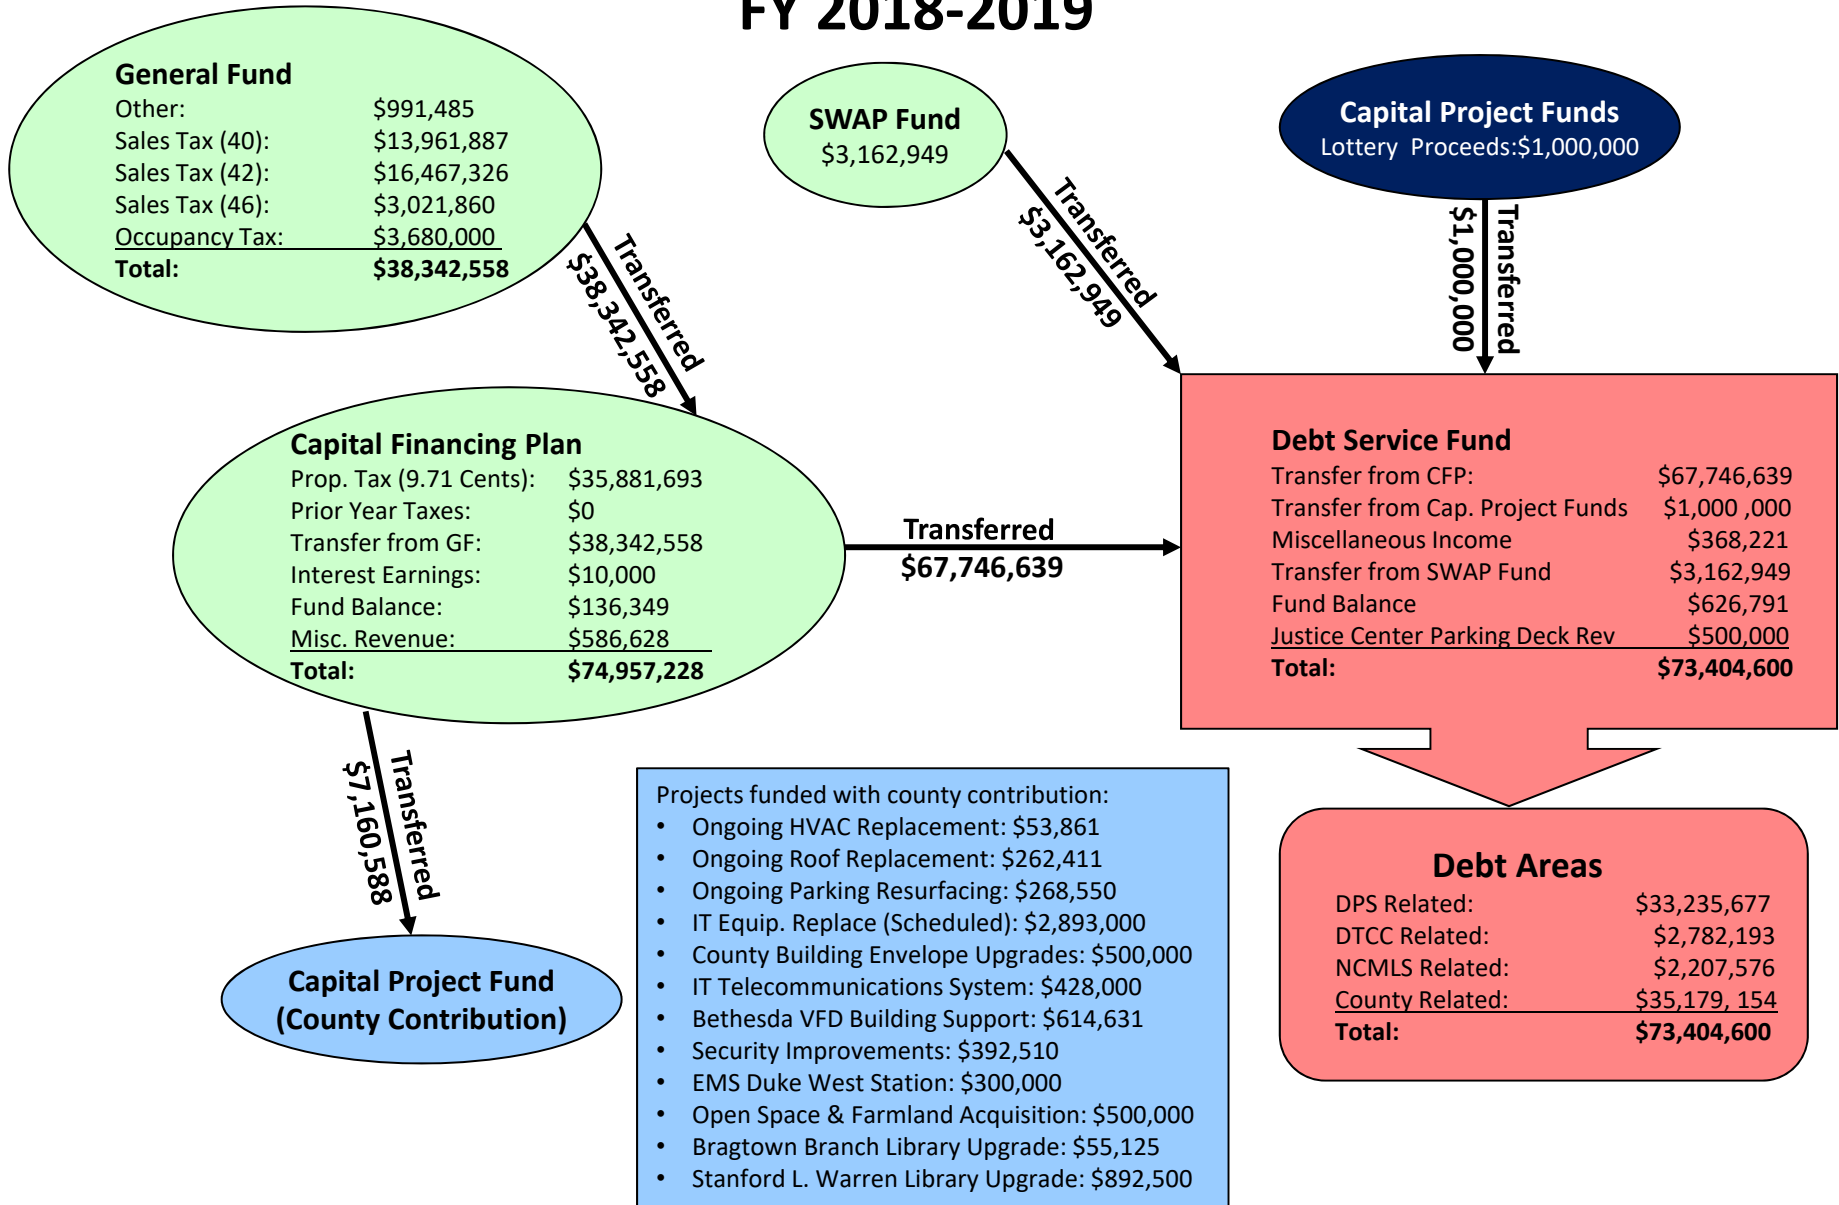 FY 2018-2019
General Fund
Other: $991,485
Sales Tax (40): $13,961,887
Sales Tax (42): $16,467,326
Sales Tax (46): $3,021,860
Occupancy Tax: $3,680,000
Total: $38,342,558
SWAP Fund
$3,162,949
Capital Project Funds
Lottery Proceeds:$1,000,000
Transferred
$38,342,558
Transferred
$3,162,949
Transferred
$1,000,000
Capital Financing Plan
Prop. Tax (9.71 Cents): $35,881,693
Prior Year Taxes: $0
Transfer from GF: $38,342,558
Interest Earnings: $10,000
Fund Balance: $136,349
Misc. Revenue: $586,628
Total: $74,957,228
Transferred
$67,746,639
Debt Service Fund
Transfer from CFP: $67,746,639
Transfer from Cap. Project Funds $1,000 ,000
Miscellaneous Income $368,221
Transfer from SWAP Fund $3,162,949
Fund Balance $626,791
Justice Center Parking Deck Rev $500,000
Total: $73,404,600
Transferred
$7,160,588
Capital Project Fund
(County Contribution)
Projects funded with county contribution:
• Ongoing HVAC Replacement: $53,861
• Ongoing Roof Replacement: $262,411
• Ongoing Parking Resurfacing: $268,550
• IT Equip. Replace (Scheduled): $2,893,000
• County Building Envelope Upgrades: $500,000
• IT Telecommunications System: $428,000
• Bethesda VFD Building Support: $614,631
• Security Improvements: $392,510
• EMS Duke West Station: $300,000
• Open Space & Farmland Acquisition: $500,000
• Bragtown Branch Library Upgrade: $55,125
• Stanford L. Warren Library Upgrade: $892,500
Debt Areas
DPS Related: $33,235,677
DTCC Related: $2,782,193
NCMLS Related: $2,207,576
County Related: $35,179, 154
Total: $73,404,600